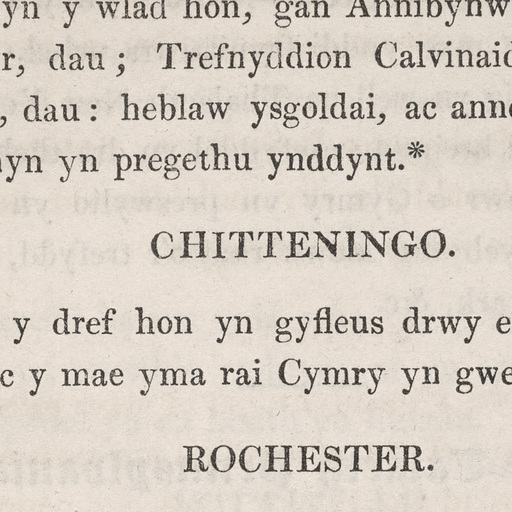 yn y wlad hon, gan Annibynw
r, dau; Trefnyddion Calvinaid
, dau: heblaw ysgoldai, ac ann
yn yn pregethu ynddynt.*
CHITTENINGO.
y dref hon yn gyfleus drwy e
c y mae yma rai Cymry yn gwe
ROCHESTER.